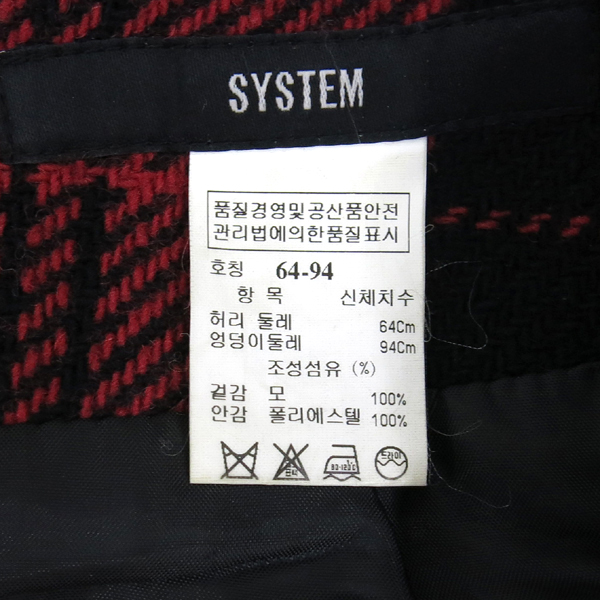 SYSTEM
품질경영및공산품안전
관리법에의한품질표시
호칭 64-94
항 목 신체치수
허리 둘레 64Cm
엉덩이둘레 94Cm
조성섬유 (%)
겉감 모 100%
안감 폴리에스텔 100%
드라이